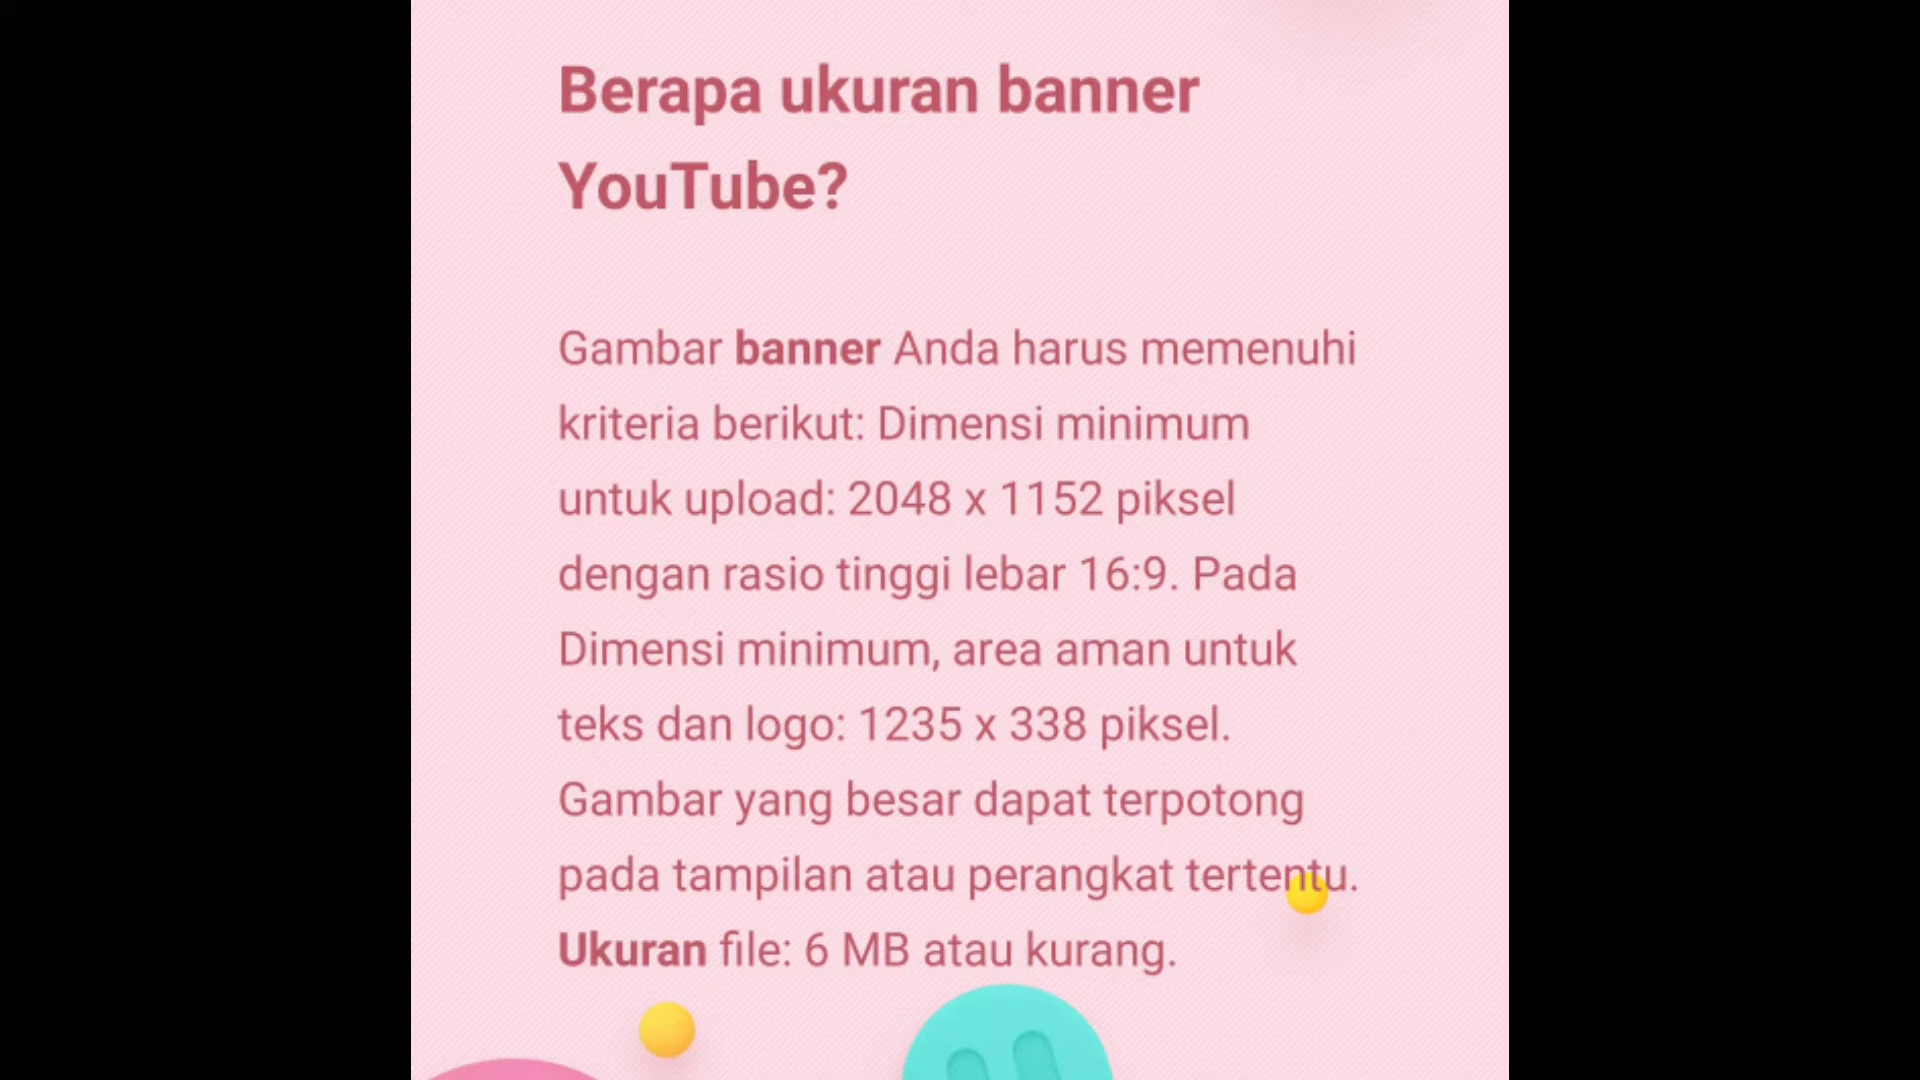 Berapa ukuran banner
YouTube?
Gambar banner Anda harus memenuhi
kriteria berikut: Dimensi minimum
untuk upload: 2048 x 1152 piksel
dengan rasio tinggi lebar 16:9. Pada
Dimensi minimum, area aman untuk
teks dan logo: 1235 x 338 piksel.
Gambar yang besar dapat terpotong
pada tampilan atau perangkat tertentu.
Ukuran file: 6 MB atau kurang.